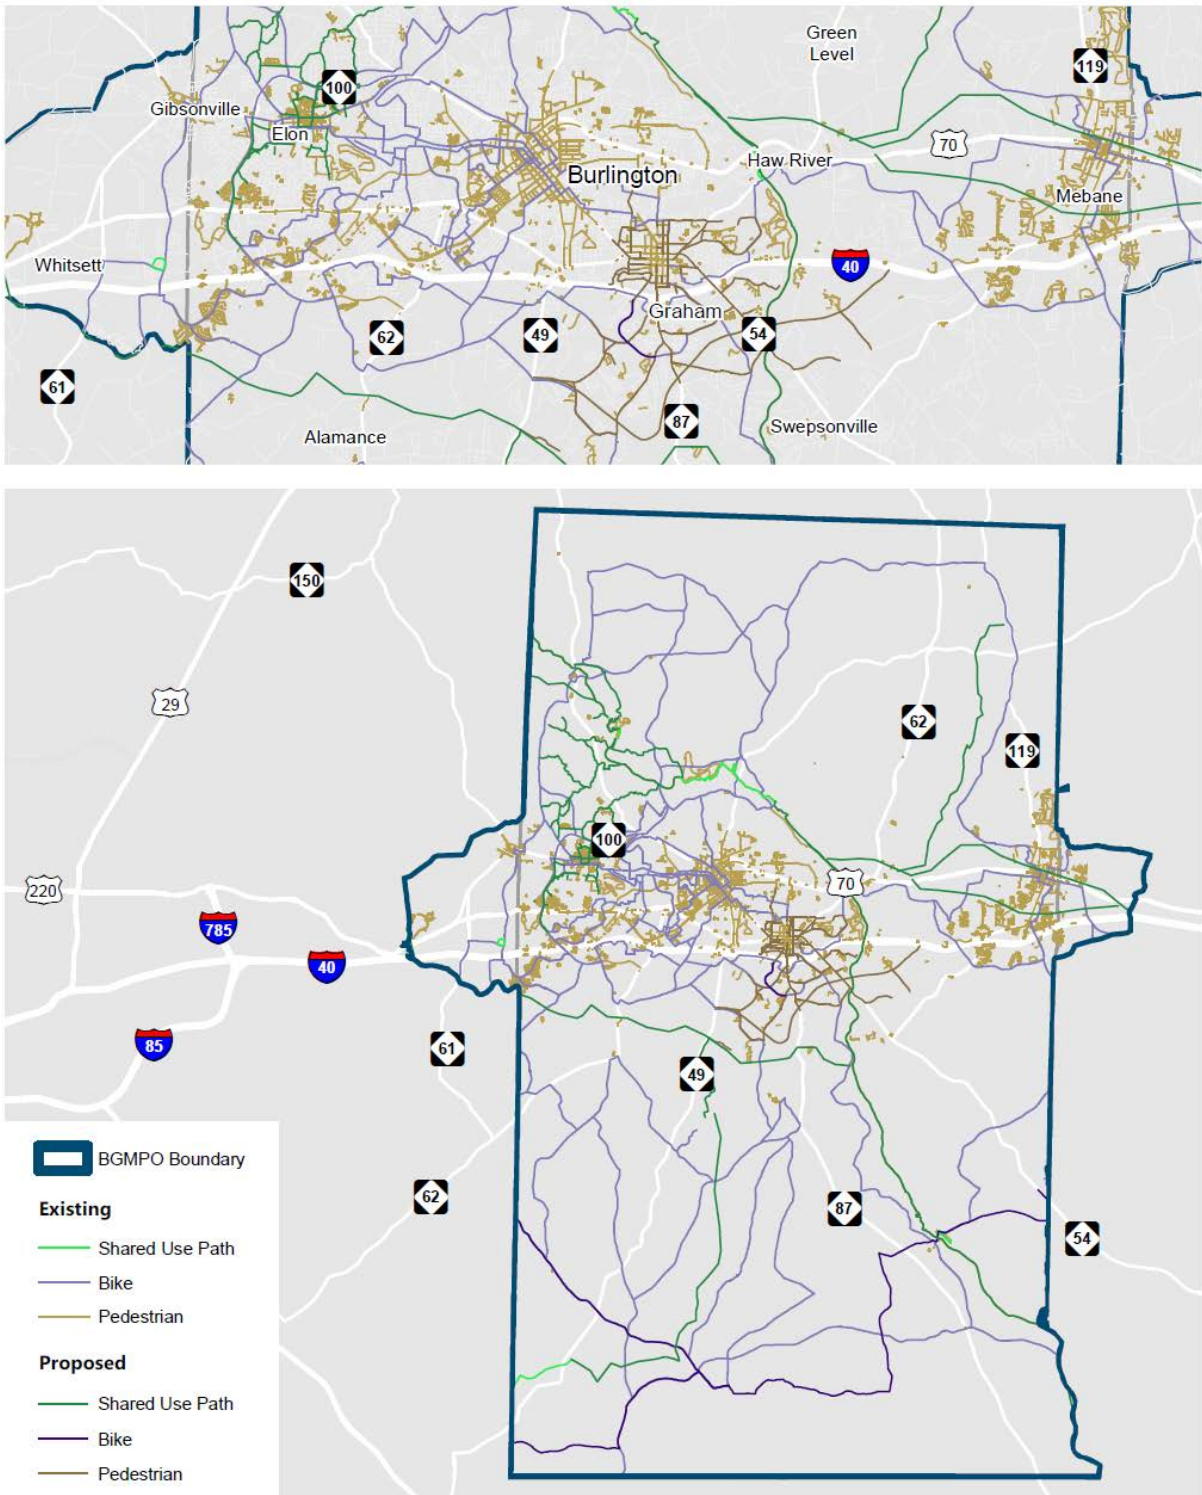 Green
Level
119
100
Gibsonville
Elon
70
Haw River
Burlington
Mebane
Whitsett
40
Graham
62
49
54
61
87
Swepsonville
Alamance
150
29
62
119
100
70
220
785
40
85
61
49
62
87
54
BGMPO Boundary
Existing
Shared Use Path
Bike
Pedestrian
Proposed
Shared Use Path
Bike
Pedestrian